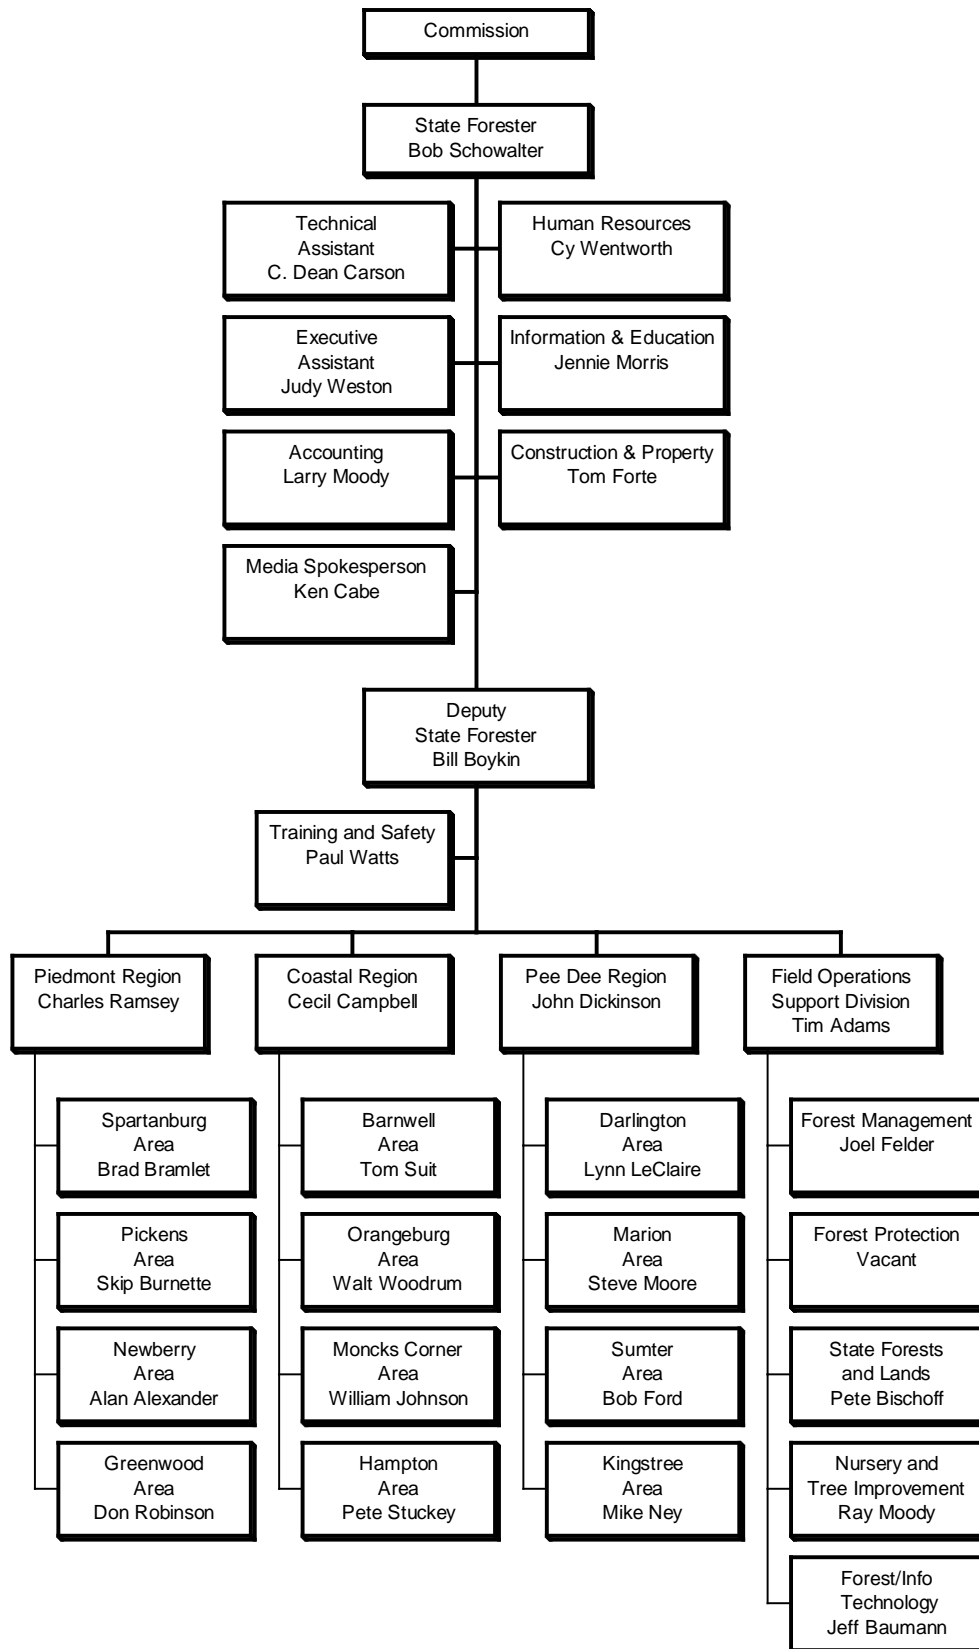 Commission
State Forester
Bob Schowalter
Technical
Assistant
C. Dean Carson
Human Resources
Cy Wentworth
Executive
Assistant
Judy Weston
Information & Education
Jennie Morris
Accounting
Larry Moody
Construction & Property
Tom Forte
Media Spokesperson
Ken Cabe
Deputy
State Forester
Bill Boykin
Training and Safety
Paul Watts
Piedmont Region
Charles Ramsey
Spartanburg
Area
Brad Bramlet
Pickens
Area
Skip Burnette
Newberry
Area
Alan Alexander
Greenwood
Area
Don Robinson
Coastal Region
Cecil Campbell
Barnwell
Area
Tom Suit
Orangeburg
Area
Walt Woodrum
Moncks Corner
Area
William Johnson
Hampton
Area
Pete Stuckey
Pee Dee Region
John Dickinson
Darlington
Area
Lynn LeClaire
Marion
Area
Steve Moore
Sumter
Area
Bob Ford
Kingstree
Area
Mike Ney
Field Operations
Support Division
Tim Adams
Forest Management
Joel Felder
Forest Protection
Vacant
State Forests
and Lands
Pete Bischoff
Nursery and
Tree Improvement
Ray Moody
Forest/Info
Technology
Jeff Baumann